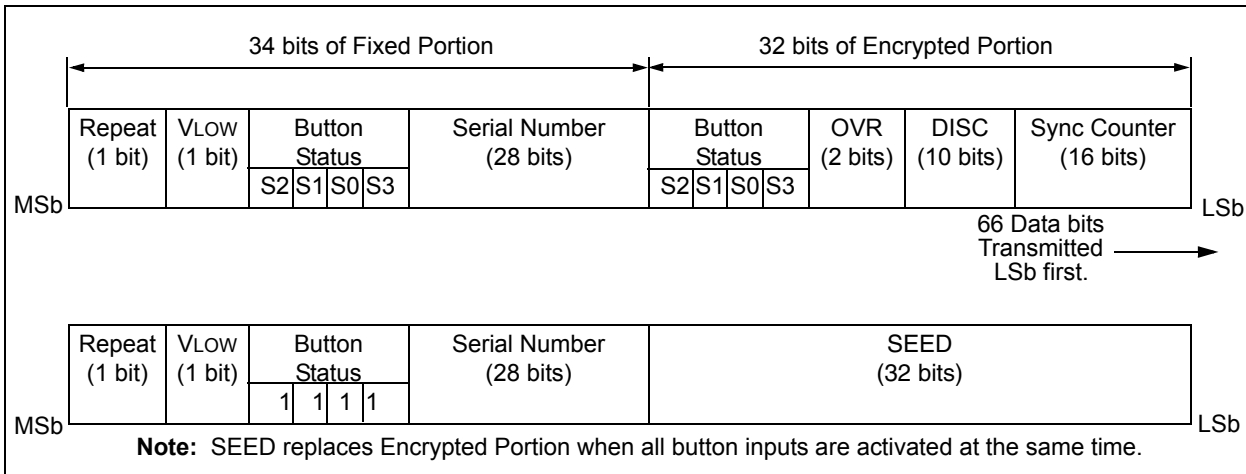 34 bits of Fixed Portion 32 bits of Encrypted Portion
Repeat VLOW Button Serial Number Button OVR DISC Sync Counter
(1 bit) (1 bit) Status (28 bits) Status (2 bits) (10 bits) (16 bits)
S2 S1 S0 S3 S2 S1 S0 S3
MSb LSb
66 Data bits
Transmitted
LSb first.
Repeat VLOW Button Serial Number SEED
(1 bit) (1 bit) Status (28 bits) (32 bits)
1 1 1 1
MSb LSb
Note: SEED replaces Encrypted Portion when all button inputs are activated at the same time.